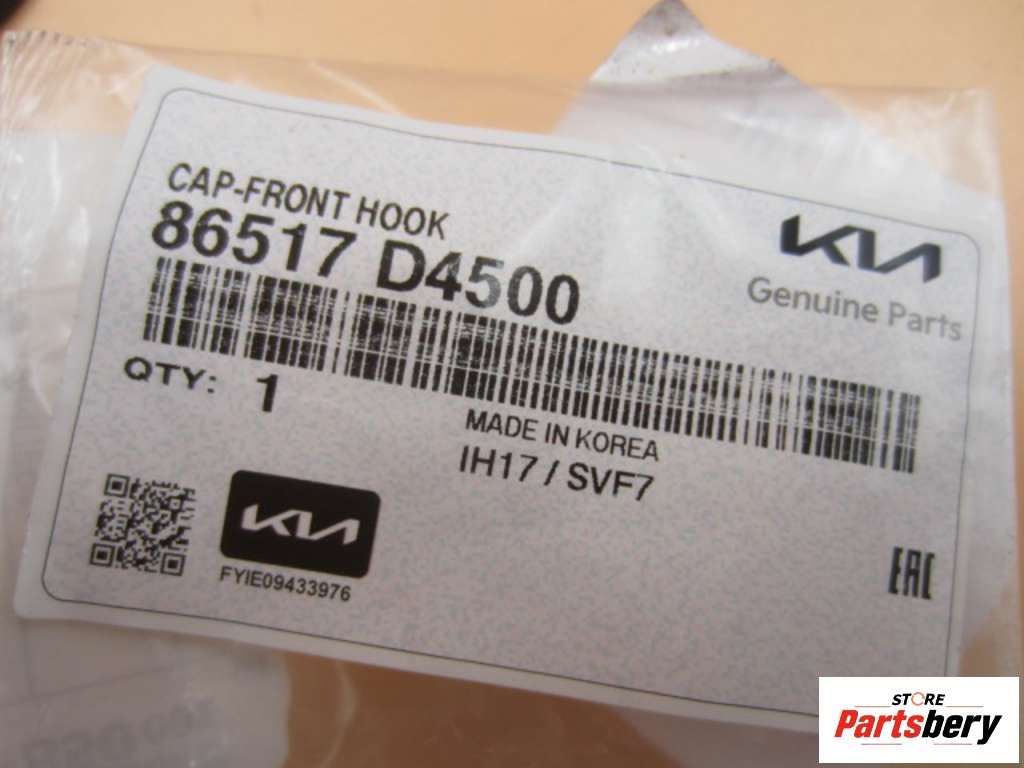 CAP-FRONT HOOK
86517 D4500
KIA
Genuine Parts
QTY: 1
MADE IN KOREA
IH17 / SVF7
KIA
FYIE09433976
EAC
STORE
Partsbery